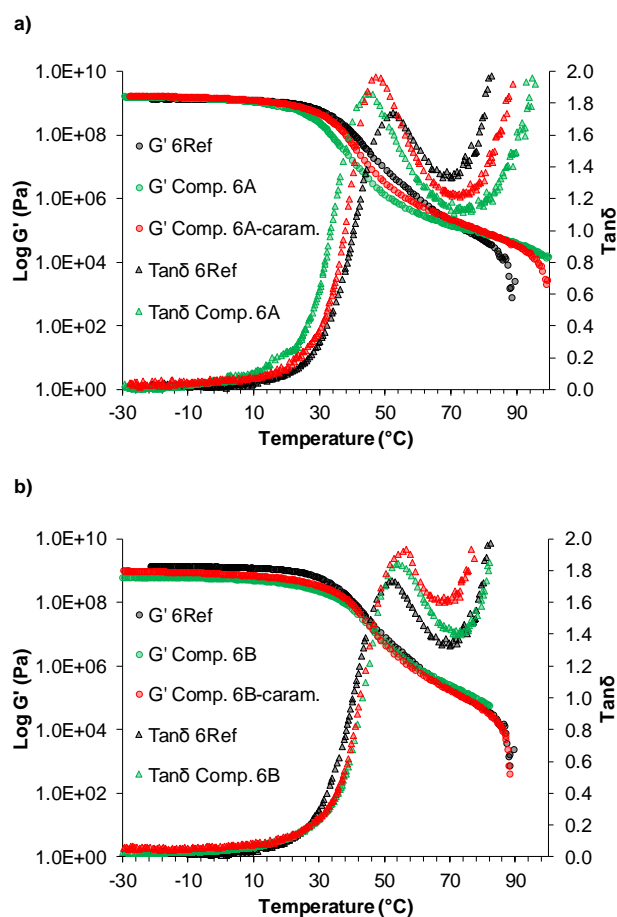 a)
1.0E+10
1.0E+08
1.0E+06
1.0E+04
1.0E+02
1.0E+00
Log G' (Pa)
G' 6Ref
G' Comp. 6A
G' Comp. 6A-caram.
Tanδ 6Ref
Tanδ Comp. 6A
2.0
1.8
1.6
1.4
1.2
1.0
0.8
0.6
0.4
0.2
0.0
Tanδ
-30 -10 10 30 50 70 90
Temperature (°C)
b)
1.0E+10
1.0E+08
1.0E+06
1.0E+04
1.0E+02
1.0E+00
Log G' (Pa)
G' 6Ref
G' Comp. 6B
G' Comp. 6B-caram.
Tanδ 6Ref
Tanδ Comp. 6B
2.0
1.8
1.6
1.4
1.2
1.0
0.8
0.6
0.4
0.2
0.0
Tanδ
-30 -10 10 30 50 70 90
Temperature (°C)